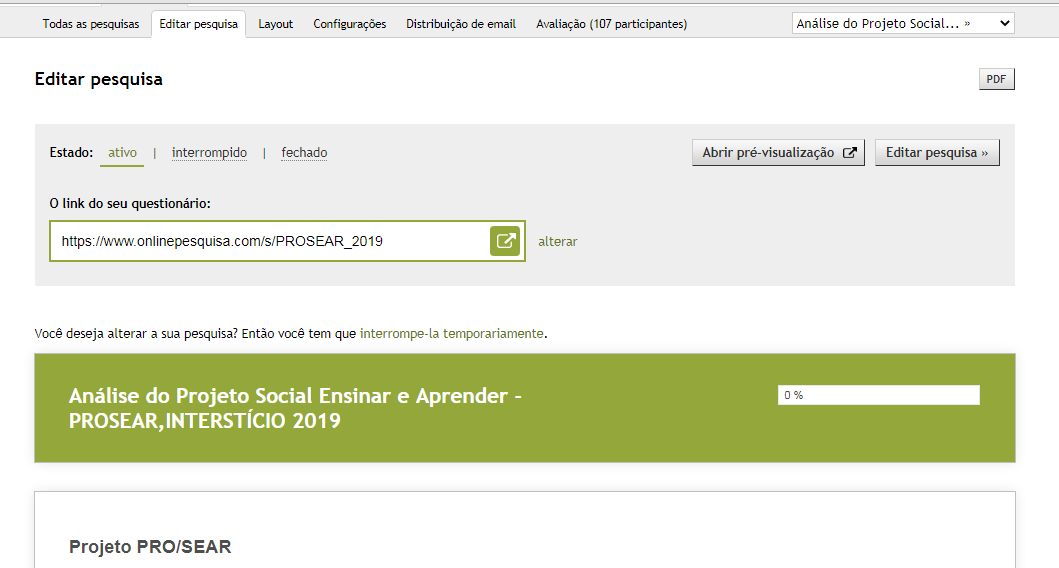 Todas as pesquisas Editar pesquisa Layout Configurações Distribuição de email Avaliação (107 participantes) Análise do Projeto Social... »
Editar pesquisa PDF
Estado: ativo | interrompido | fechado Abrir pré-visualização Editar pesquisa »
O link do seu questionário:
https://www.onlinepesquisa.com/s/PROSEAR_2019 alterar
Você deseja alterar a sua pesquisa? Então você tem que interrompe-la temporariamente.
Análise do Projeto Social Ensinar e Aprender - 0 %
PROSEAR,INTERSTÍCIO 2019
Projeto PRO/SEAR